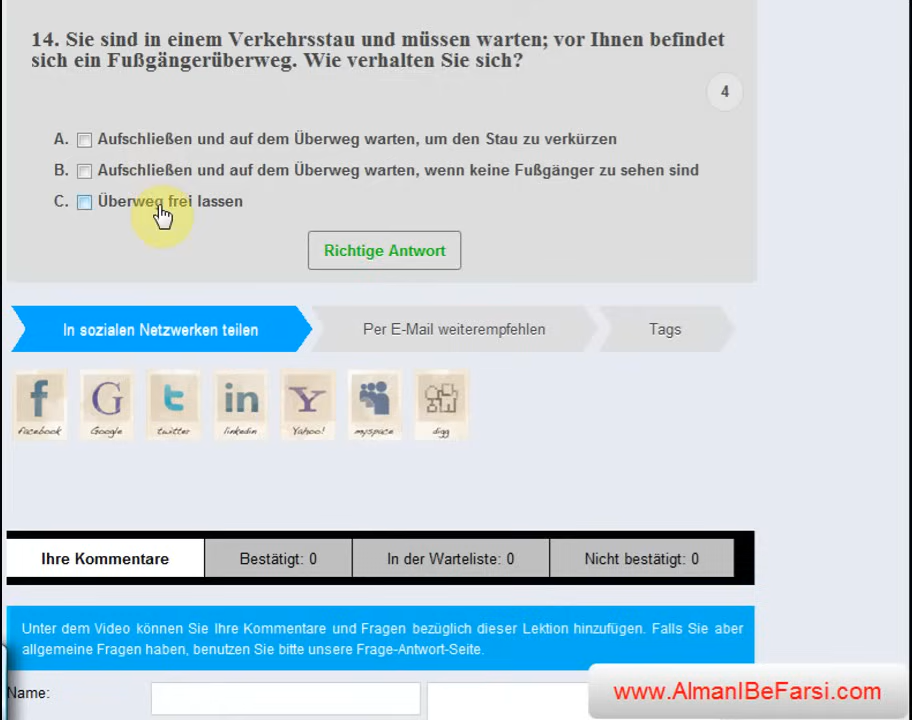 14. Sie sind in einem Verkehrsstau und müssen warten; vor Ihnen befindet
sich ein Fußgängerüberweg. Wie verhalten Sie sich?
4
A. Aufschließen und auf dem Überweg warten, um den Stau zu verkürzen
B. Aufschließen und auf dem Überweg warten, wenn keine Fußgänger zu sehen sind
C. Überweg frei lassen
Richtige Antwort
In sozialen Netzwerken teilen Per E-Mail weiterempfehlen Tags
f G t in Y
facebook Google twitter linkedin Yahoo! myspace digg
Ihre Kommentare Bestätigt: 0 In der Warteliste: 0 Nicht bestätigt: 0
Unter dem Video können Sie Ihre Kommentare und Fragen bezüglich dieser Lektion hinzufügen. Falls Sie aber
allgemeine Fragen haben, benutzen Sie bitte unsere Frage-Antwort-Seite.
Name:
www.AlmanIBeFarsi.com